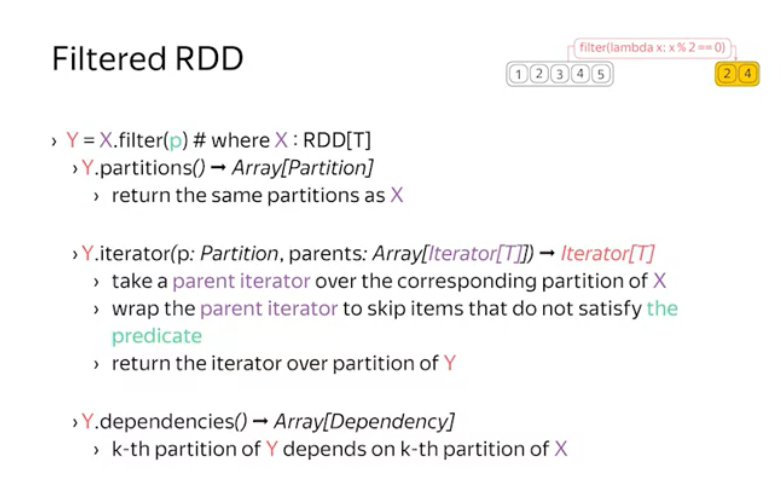 Filtered RDD
filter(lambda x: x % 2 == 0)
1 2 3 4 5
2 4
› Y = X.filter(p) # where X : RDD[T]
› Y.partitions() → Array[Partition]
› return the same partitions as X
› Y.iterator(p: Partition, parents: Array[Iterator[T]]) → Iterator[T]
› take a parent iterator over the corresponding partition of X
› wrap the parent iterator to skip items that do not satisfy the
predicate
› return the iterator over partition of Y
› Y.dependencies() → Array[Dependency]
› k-th partition of Y depends on k-th partition of X